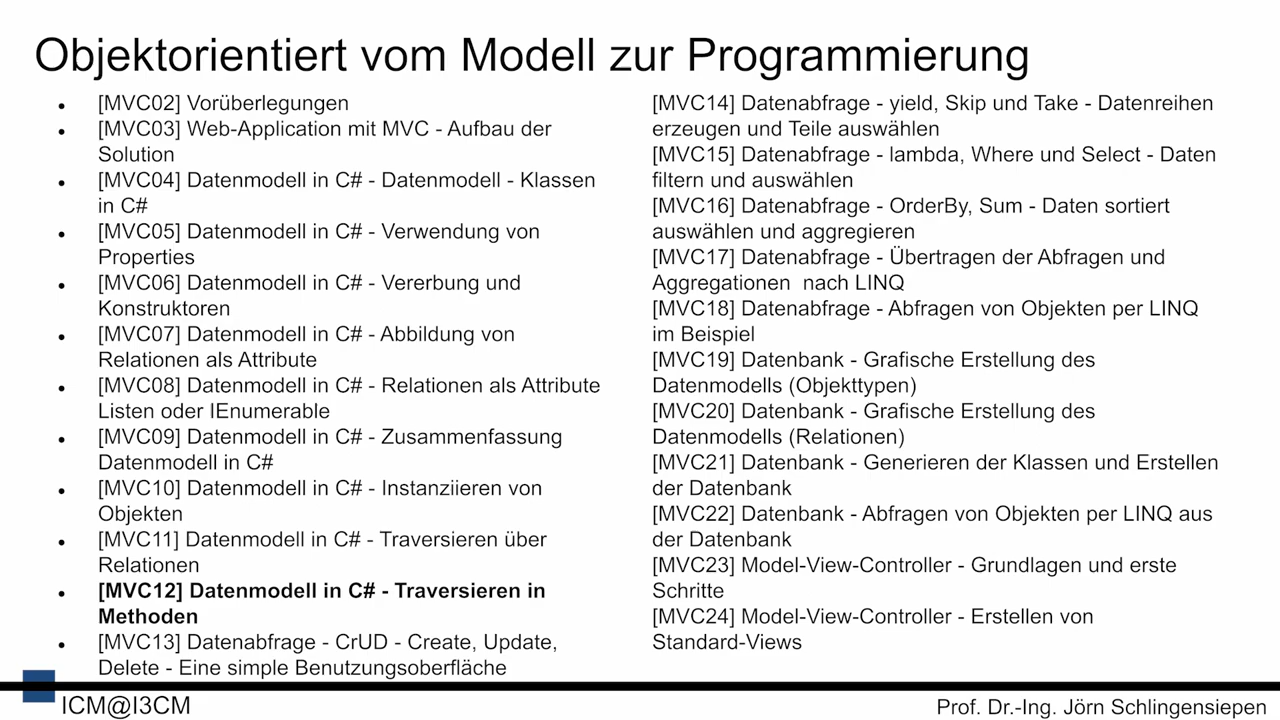 Objektorientiert vom Modell zur Programmierung
[MVC02] Vorüberlegungen
[MVC03] Web-Application mit MVC - Aufbau der
Solution
[MVC04] Datenmodell in C# - Datenmodell - Klassen
in C#
[MVC05] Datenmodell in C# - Verwendung von
Properties
[MVC06] Datenmodell in C# - Vererbung und
Konstruktoren
[MVC07] Datenmodell in C# - Abbildung von
Relationen als Attribute
[MVC08] Datenmodell in C# - Relationen als Attribute
Listen oder IEnumerable
[MVC09] Datenmodell in C# - Zusammenfassung
Datenmodell in C#
[MVC10] Datenmodell in C# - Instanziieren von
Objekten
[MVC11] Datenmodell in C# - Traversieren über
Relationen
[MVC12] Datenmodell in C# - Traversieren in
Methoden
[MVC13] Datenabfrage - CrUD - Create, Update,
Delete - Eine simple Benutzungsoberfläche
[MVC14] Datenabfrage - yield, Skip und Take - Datenreihen
erzeugen und Teile auswählen
[MVC15] Datenabfrage - lambda, Where und Select - Daten
filtern und auswählen
[MVC16] Datenabfrage - OrderBy, Sum - Daten sortiert
auswählen und aggregieren
[MVC17] Datenabfrage - Übertragen der Abfragen und
Aggregationen  nach LINQ
[MVC18] Datenabfrage - Abfragen von Objekten per LINQ
im Beispiel
[MVC19] Datenbank - Grafische Erstellung des
Datenmodells (Objekttypen)
[MVC20] Datenbank - Grafische Erstellung des
Datenmodells (Relationen)
[MVC21] Datenbank - Generieren der Klassen und Erstellen
der Datenbank
[MVC22] Datenbank - Abfragen von Objekten per LINQ aus
der Datenbank
[MVC23] Model-View-Controller - Grundlagen und erste
Schritte
[MVC24] Model-View-Controller - Erstellen von
Standard-Views
ICM@I3CM
Prof. Dr.-Ing. Jörn Schlingensiepen